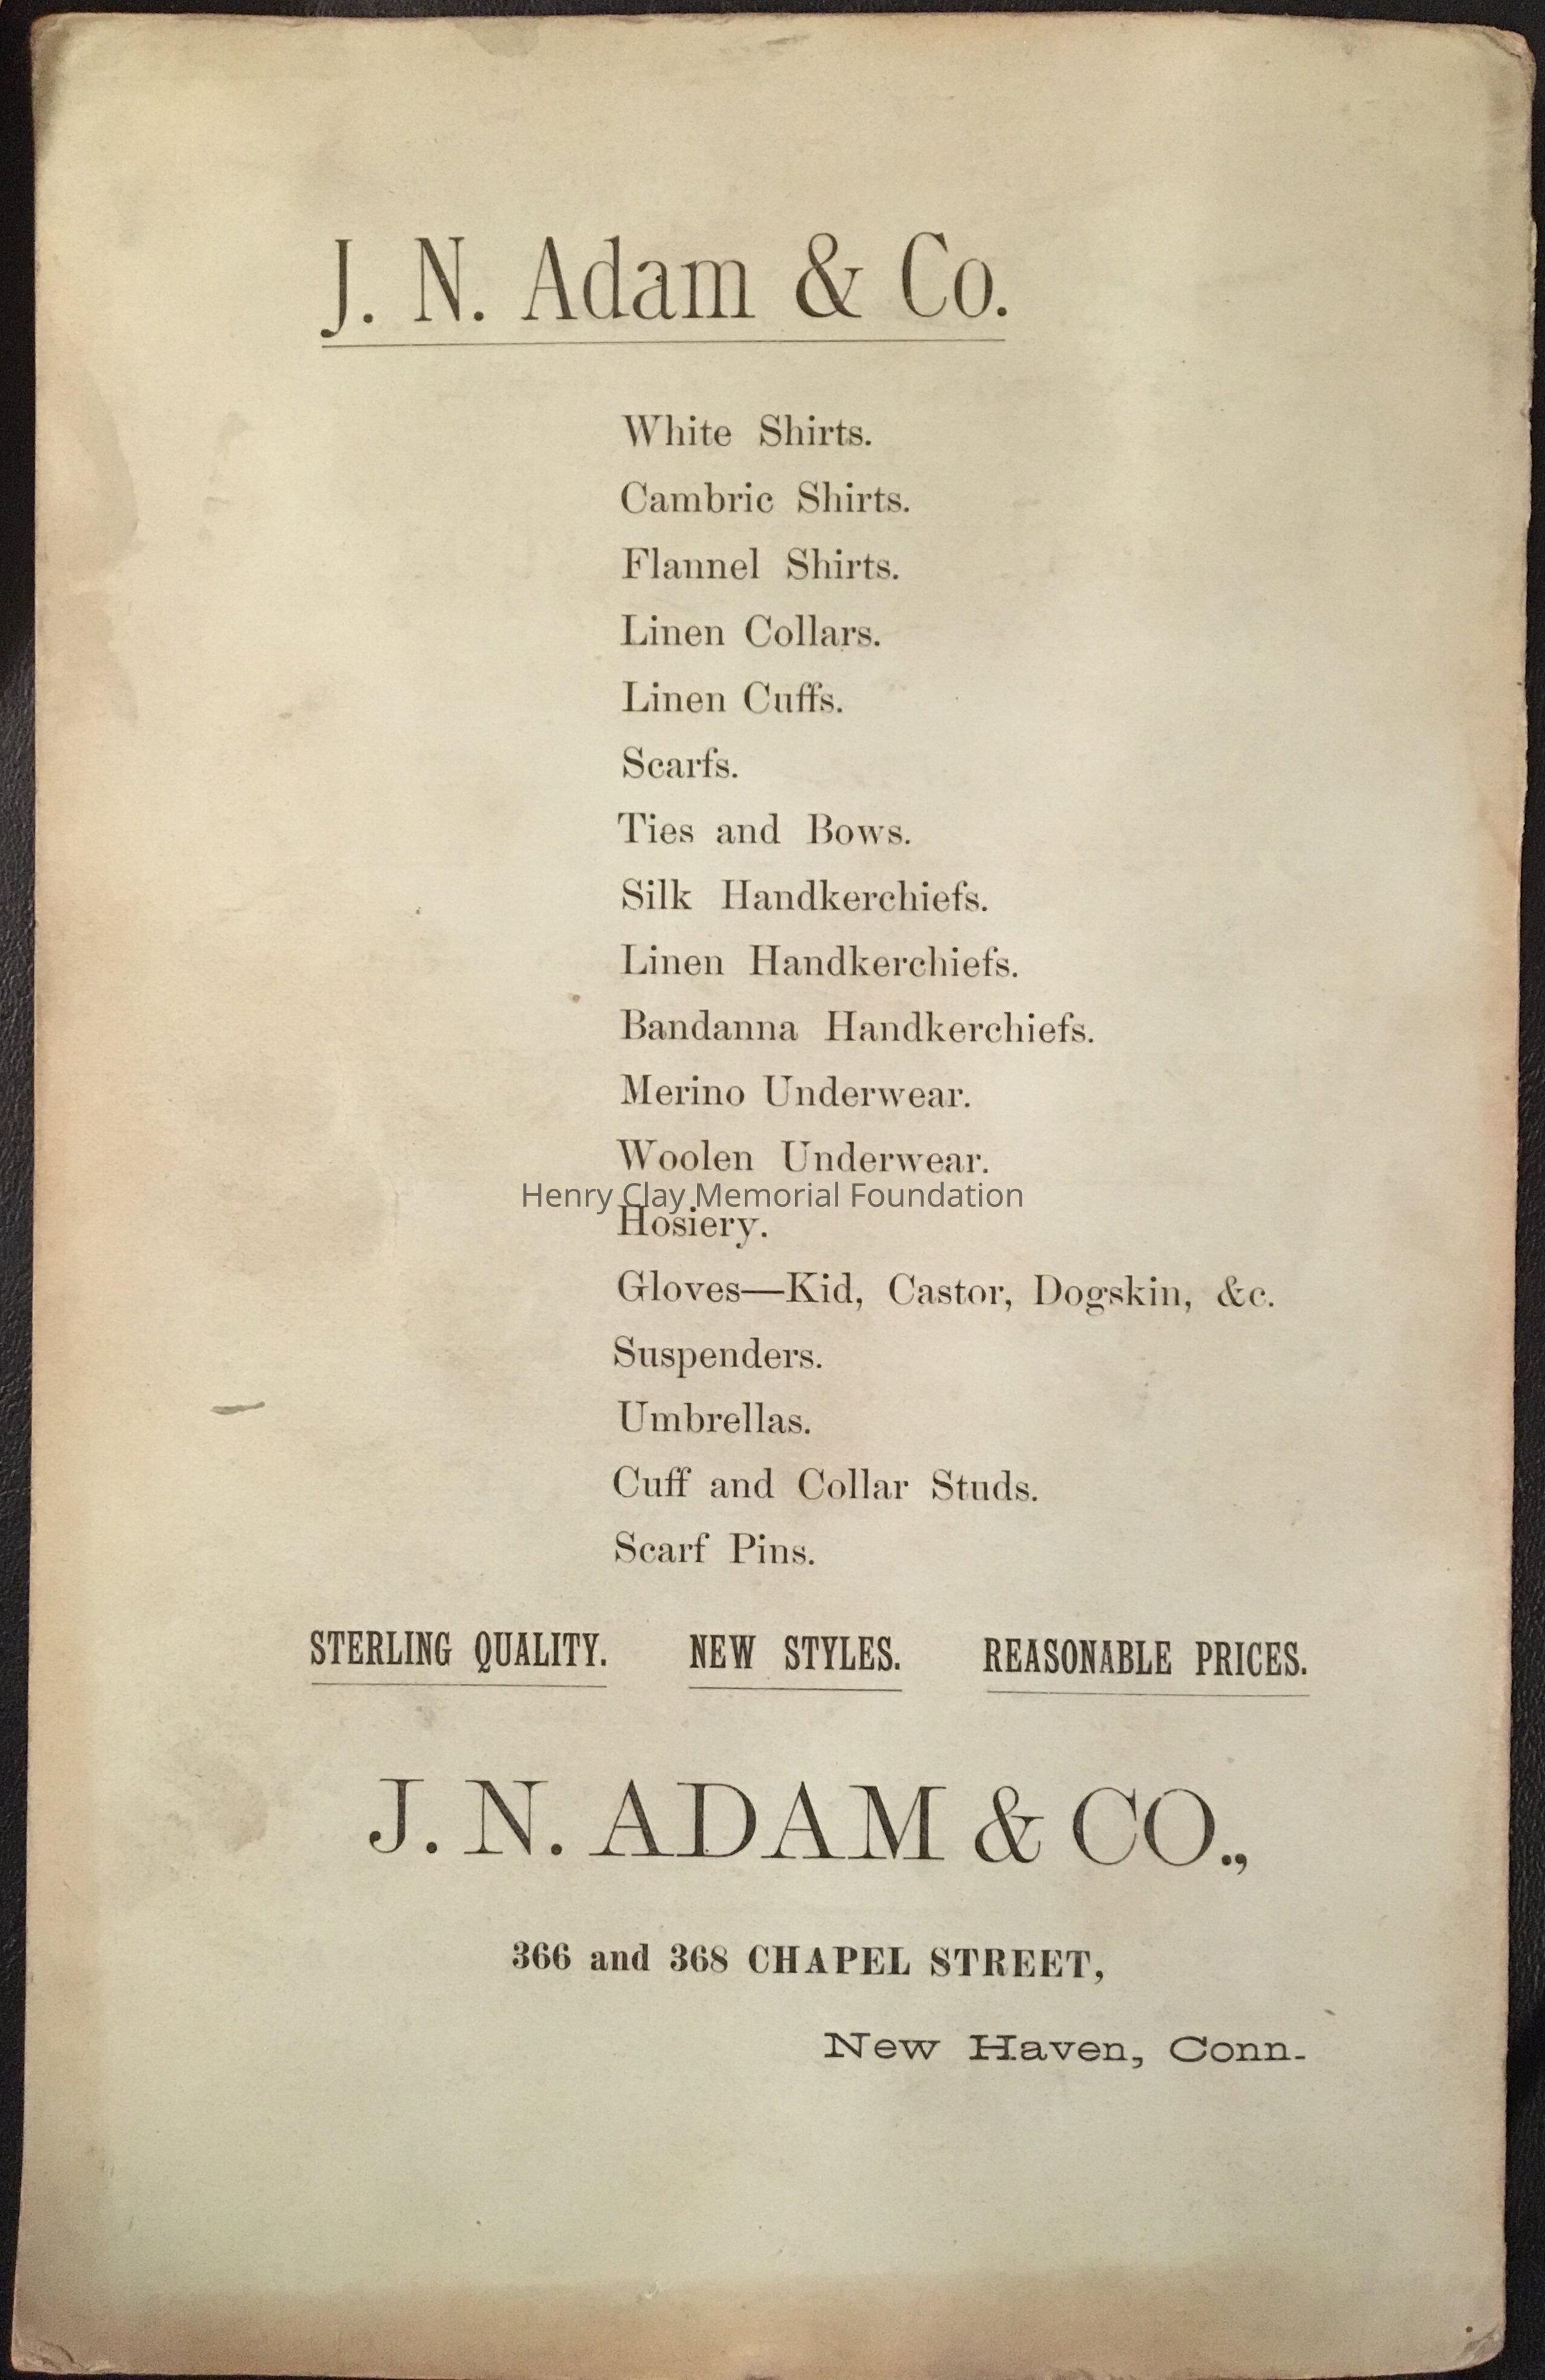 J. N. Adam & Co.
White Shirts.
Cambric Shirts.
Flannel Shirts.
Linen Collars.
Linen Cuffs.
Scarfs.
Ties and Bows.
Silk Handkerchiefs.
Linen Handkerchiefs.
Bandanna Handkerchiefs.
Merino Underwear.
Woolen Underwear.
Henry Clay Memorial Foundation
Hosiery.
Gloves—Kid, Castor, Dogskin, &c.
Suspenders.
Umbrellas.
Cuff and Collar Studs.
Scarf Pins.
STERLING QUALITY. NEW STYLES. REASONABLE PRICES.
J. N. ADAM & CO.,
366 and 368 CHAPEL STREET,
New Haven, Conn.